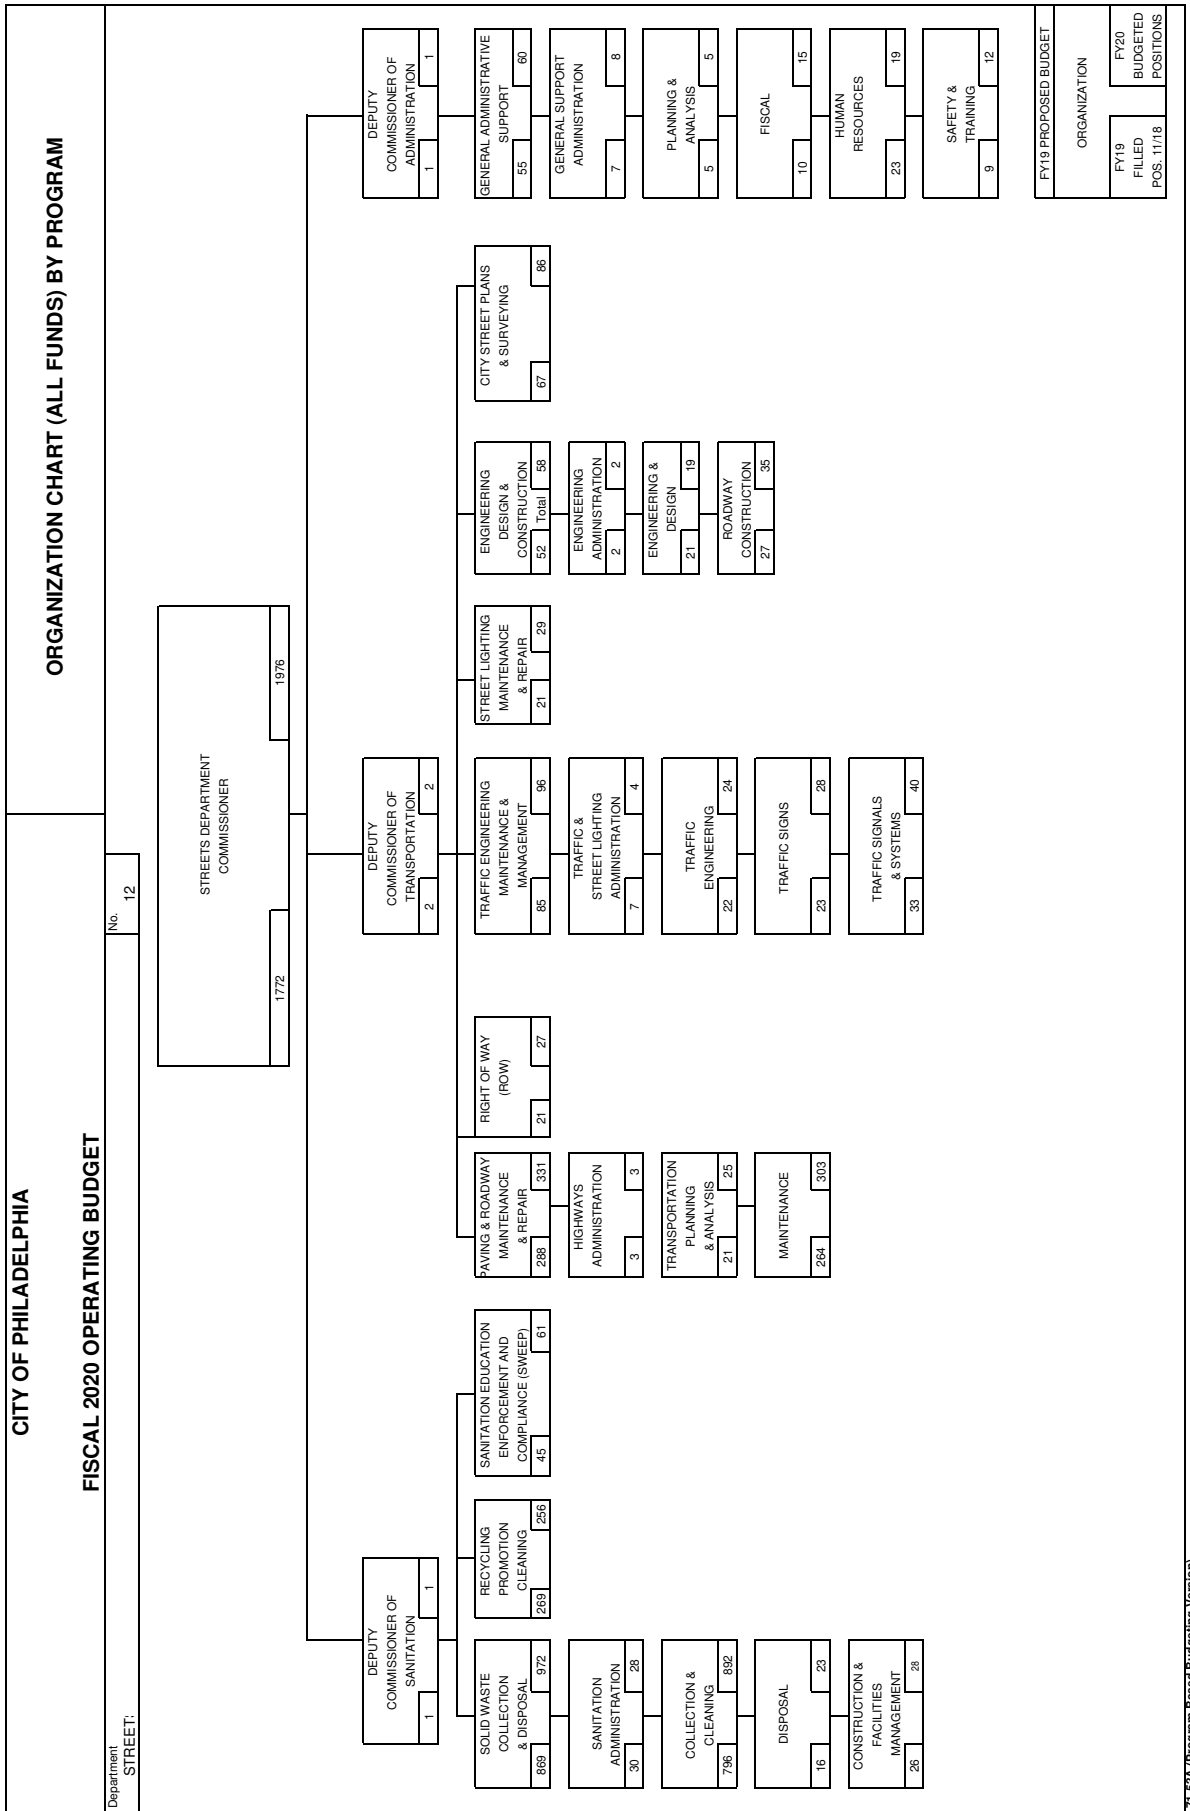 CITY OF PHILADELPHIA
FISCAL 2020 OPERATING BUDGET
ORGANIZATION CHART (ALL FUNDS) BY PROGRAM
Department
STREET
No.
12
STREETS DEPARTMENT
COMMISSIONER
1772
1976
DEPUTY
COMMISSIONER OF
SANITATION
1
1
DEPUTY
COMMISSIONER OF
TRANSPORTATION
2
2
DEPUTY
COMMISSIONER OF
ADMINISTRATION
1
1
SOLID WASTE
COLLECTION
& DISPOSAL
869
972
RECYCLING
PROMOTION
CLEANING
269
256
SANITATION EDUCATION
ENFORCEMENT AND
COMPLIANCE (SWEEP)
45
61
PAVING & ROADWAY
MAINTENANCE
& REPAIR
288
331
RIGHT OF WAY
(ROW)
21
27
TRAFFIC ENGINEERING
MAINTENANCE &
MANAGEMENT
85
96
STREET LIGHTING
MAINTENANCE
& REPAIR
21
29
ENGINEERING
DESIGN &
CONSTRUCTION
52 Total 58
CITY STREET PLANS
& SURVEYING
67
86
GENERAL ADMINISTRATIVE
SUPPORT
55
60
SANITATION
ADMINISTRATION
30
28
HIGHWAYS
ADMINISTRATION
3
3
TRAFFIC &
STREET LIGHTING
ADMINISTRATION
7
4
ENGINEERING
ADMINISTRATION
2
2
GENERAL SUPPORT
ADMINISTRATION
7
8
COLLECTION &
CLEANING
796
892
TRANSPORTATION
PLANNING
& ANALYSIS
21
25
TRAFFIC
ENGINEERING
22
24
ENGINEERING &
DESIGN
21
19
PLANNING &
ANALYSIS
5
5
DISPOSAL
16
23
MAINTENANCE
264
303
TRAFFIC SIGNS
23
28
ROADWAY
CONSTRUCTION
27
35
FISCAL
10
15
CONSTRUCTION &
FACILITIES
MANAGEMENT
26
28
TRAFFIC SIGNALS
& SYSTEMS
33
40
HUMAN
RESOURCES
23
19
SAFETY &
TRAINING
9
12
FY19 PROPOSED BUDGET
ORGANIZATION
FY19
FILLED
POS. 11/18
FY20
BUDGETED
POSITIONS
71-53A (Program Based Budgeting Version)